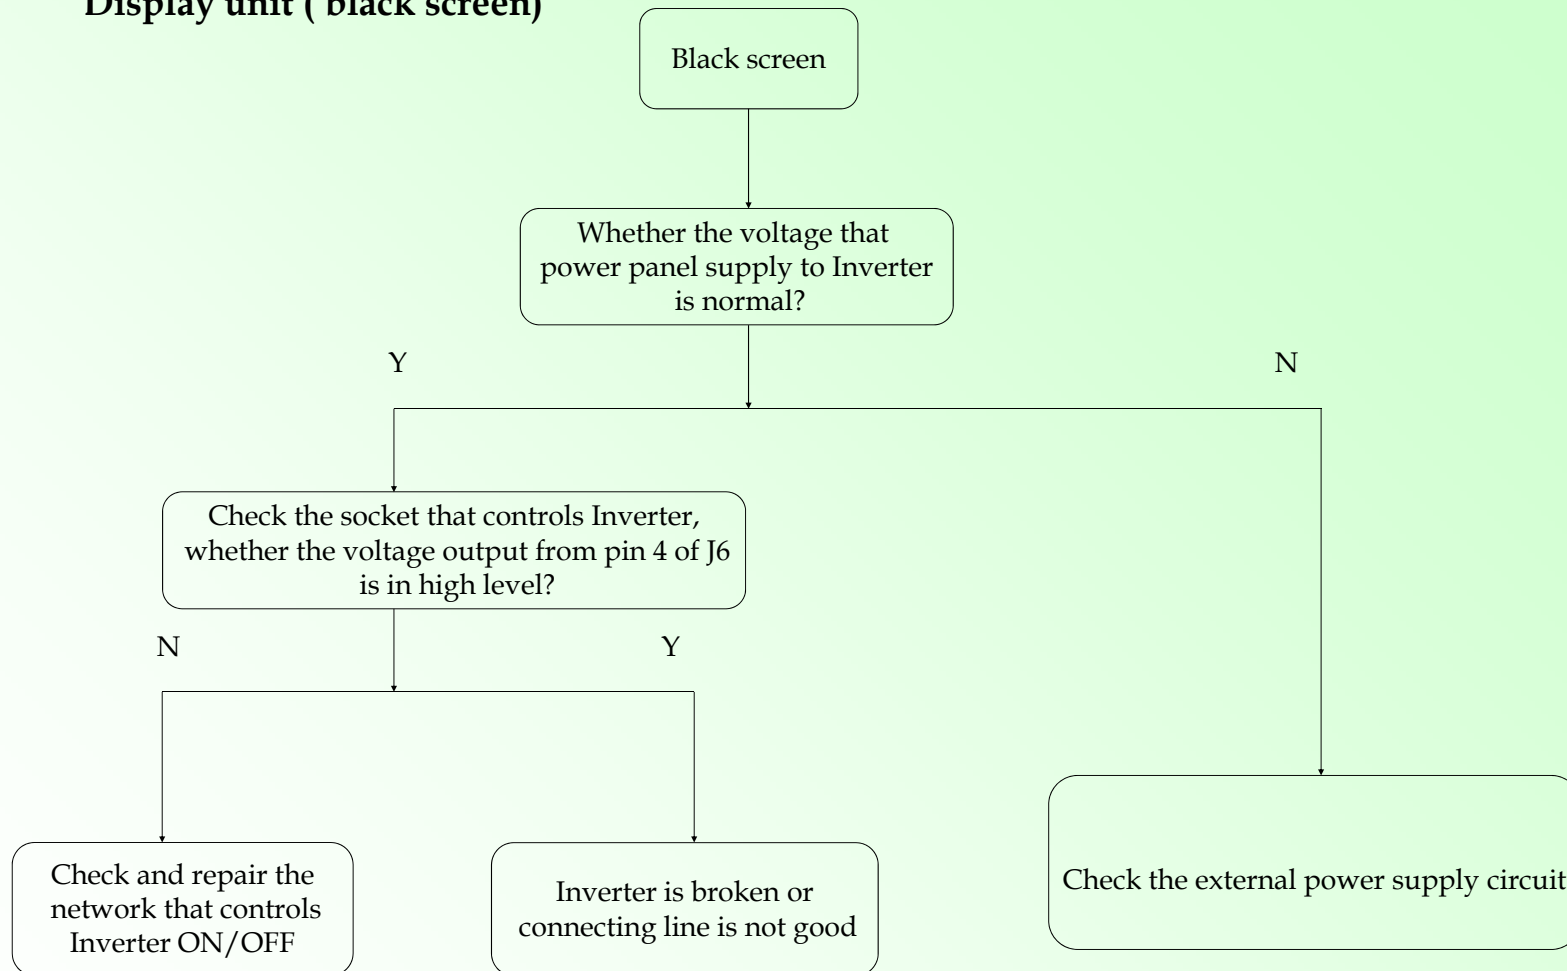 Display unit ( black screen)
Black screen
Whether the voltage that
power panel supply to Inverter
is normal?
Y
N
Check the socket that controls Inverter,
whether the voltage output from pin 4 of J6
is in high level?
N
Y
Check and repair the
network that controls
Inverter ON/OFF
Inverter is broken or
connecting line is not good
Check the external power supply circuit